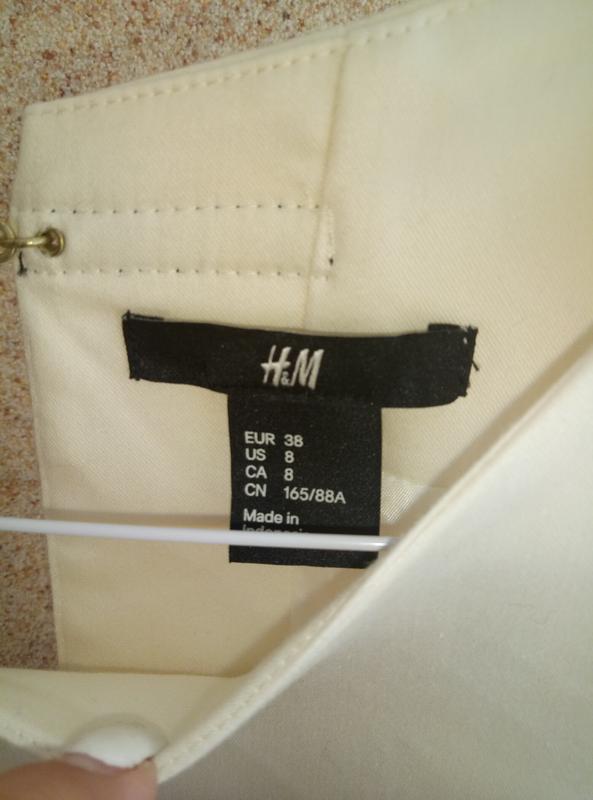 H&M
EUR 38
US 8
CA 8
CN 165/88A
Made in